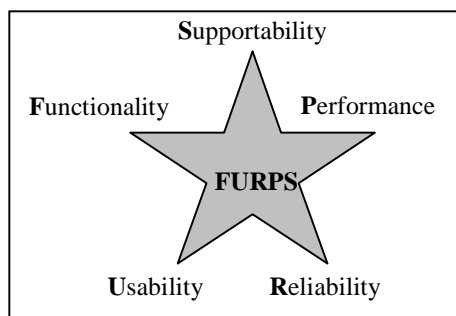 Supportability
Functionality
Performance
FURPS
Usability
Reliability